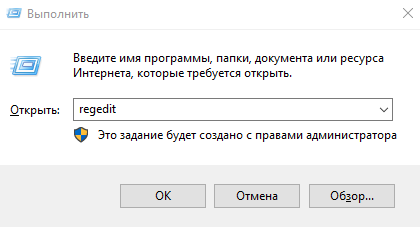 Выполнить
Введите имя программы, папки, документа или ресурса
Интернета, которые требуется открыть.
Открыть: regedit
Это задание будет создано с правами администратора
ОК Отмена Обзор...